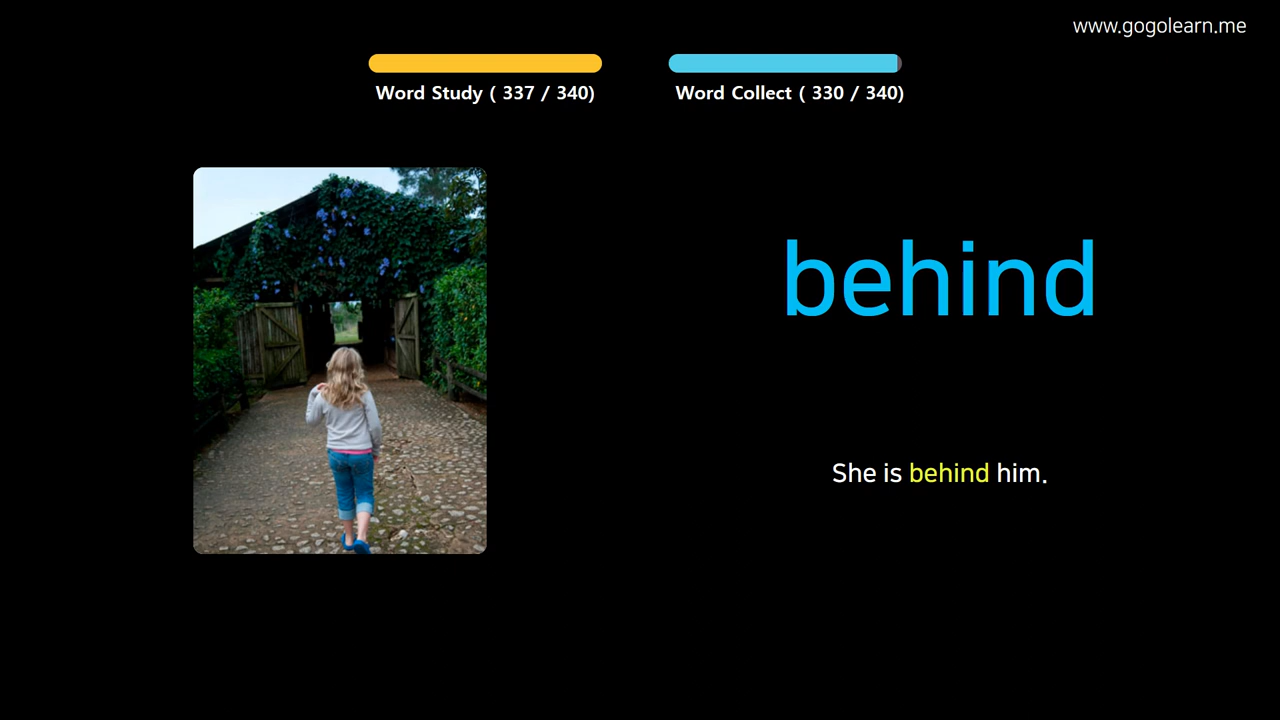 www.gogolearn.me
Word Study ( 337 / 340)
Word Collect ( 330 / 340)
behind
She is behind him.